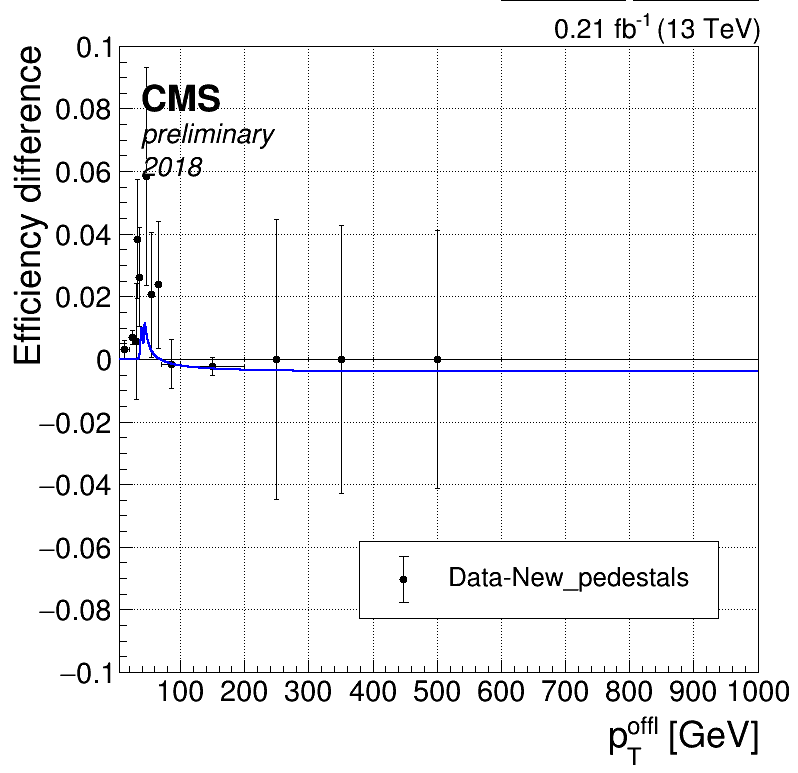 0.21 fb⁻¹ (13 TeV)
CMS
preliminary
2018
Efficiency difference
0.1
0.08
0.06
0.04
0.02
0
−0.02
−0.04
−0.06
−0.08
−0.1
Data-New_pedestals
100 200 300 400 500 600 700 800 900 1000
p_T^offl [GeV]